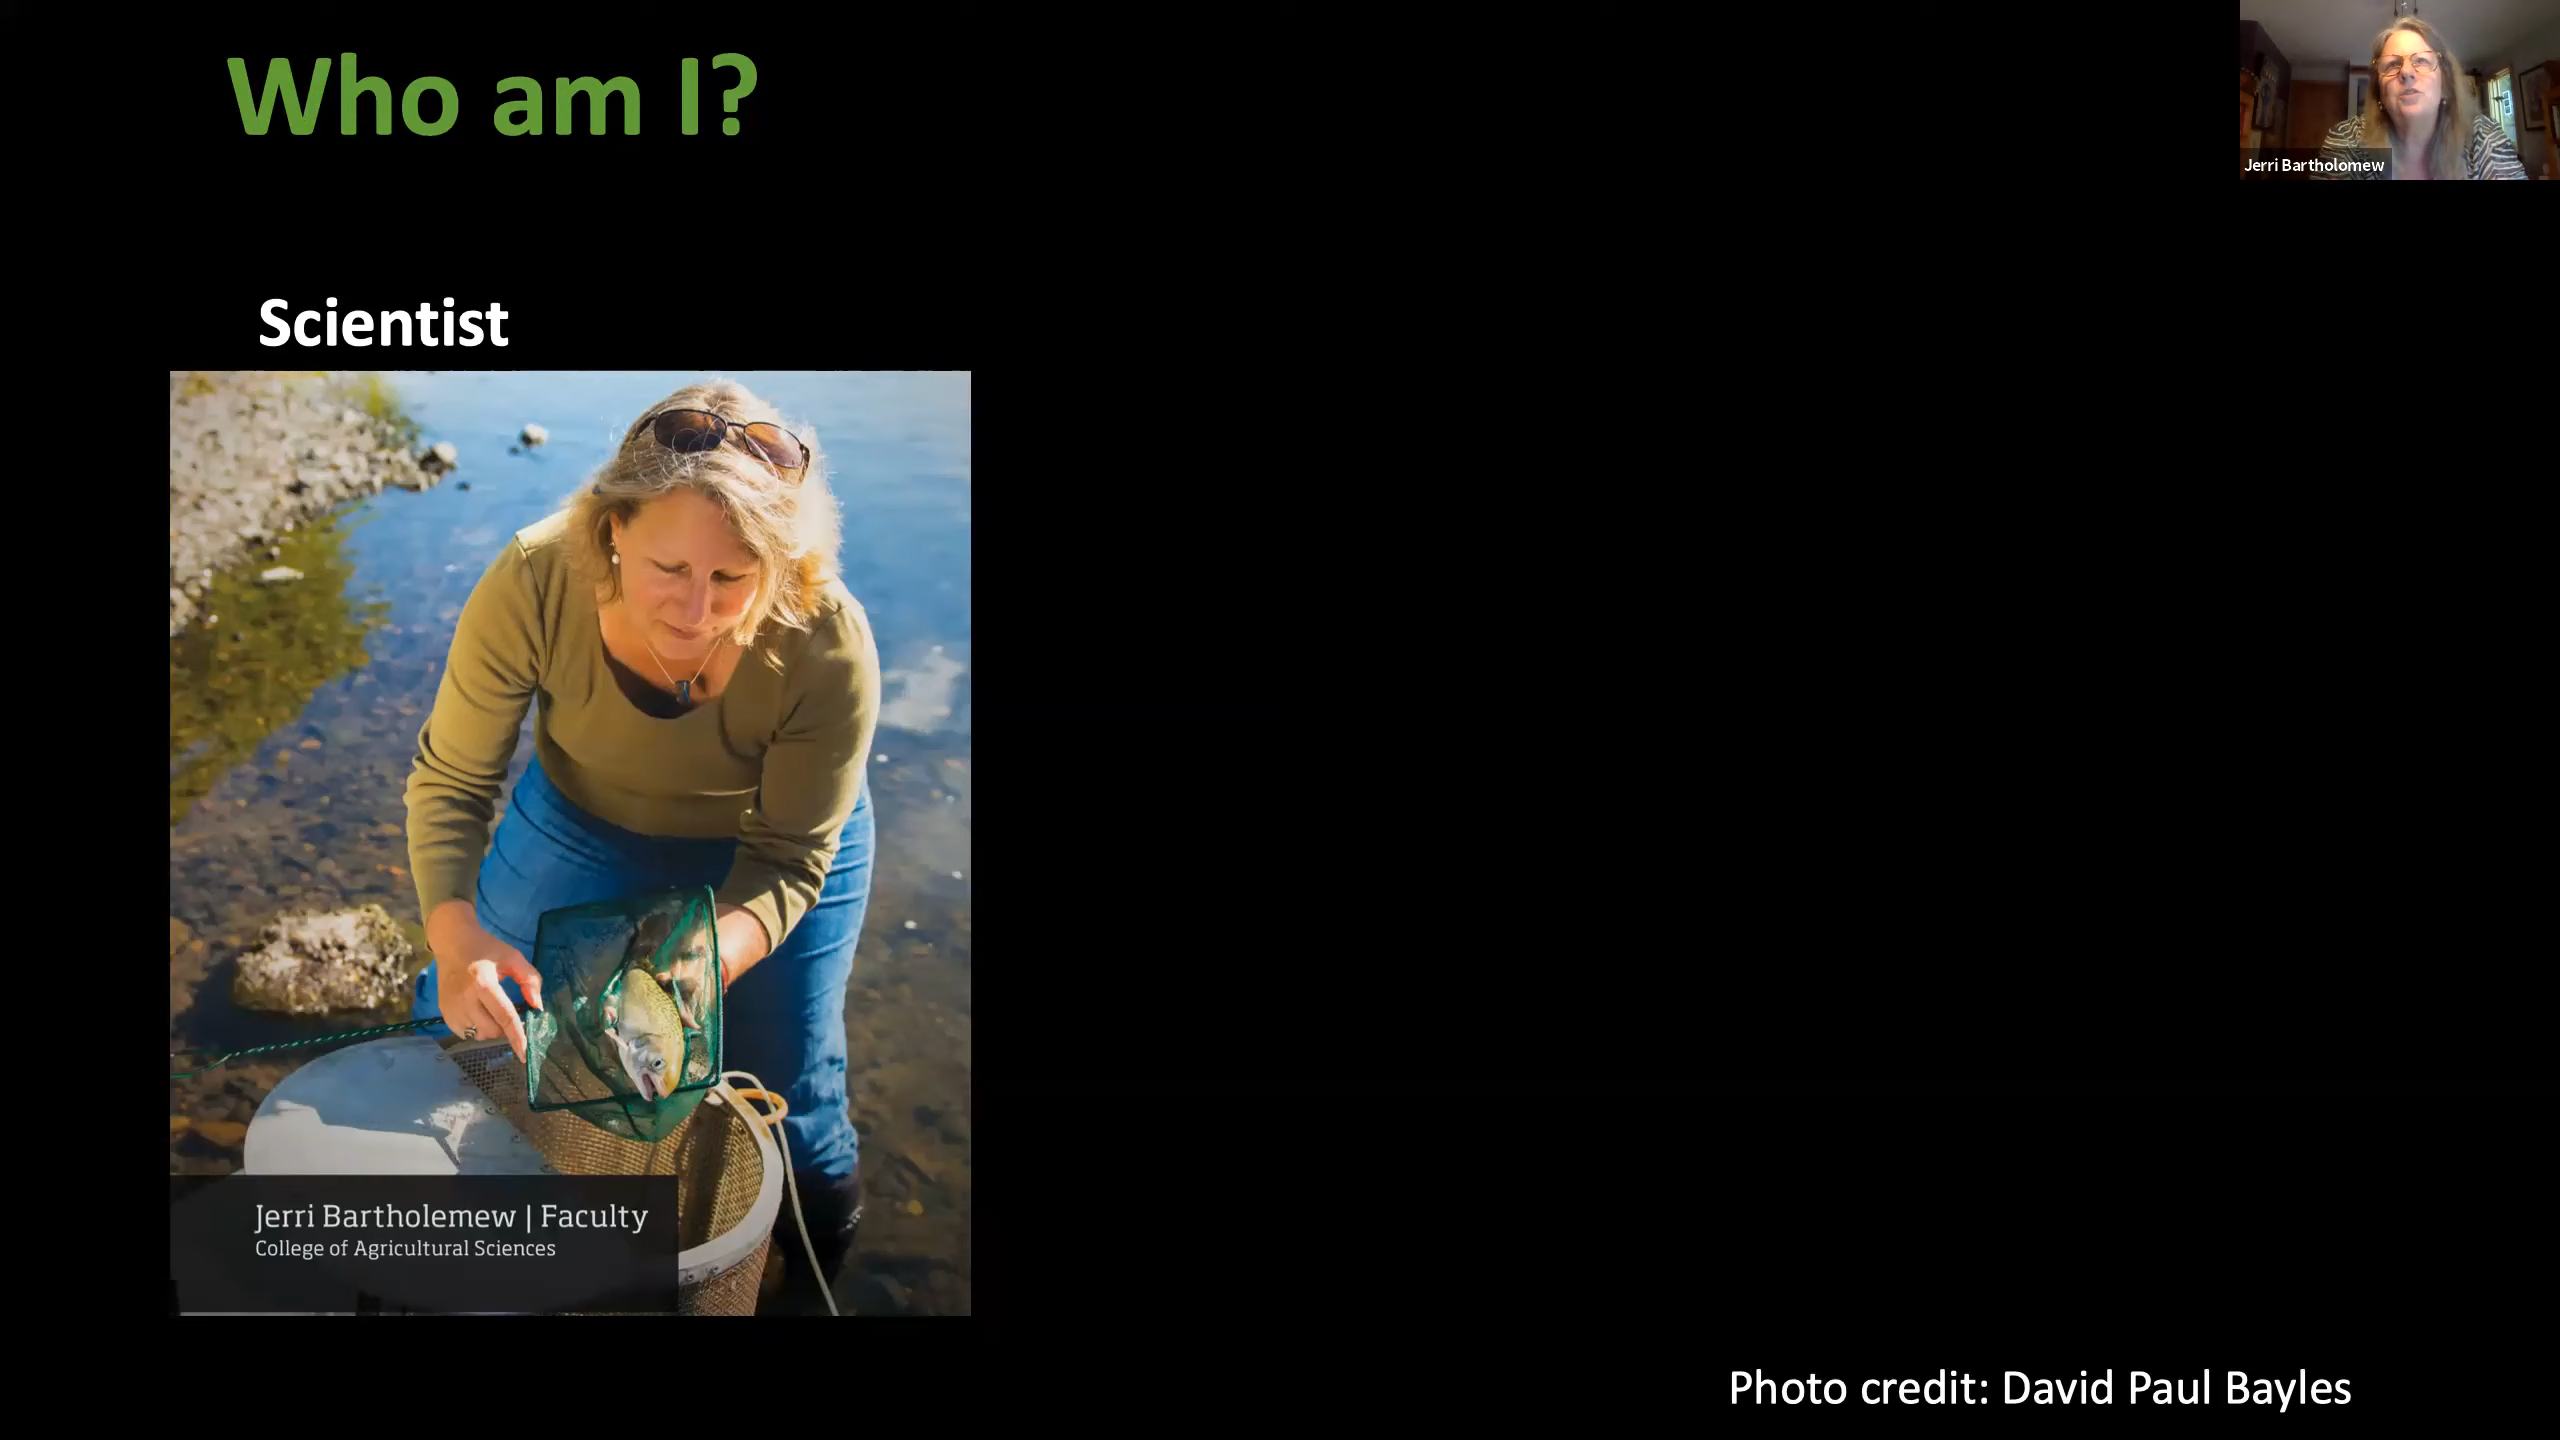 Who am I?
Jerri Bartholomew
Scientist
Jerri Bartholemew | Faculty
College of Agricultural Sciences
Photo credit: David Paul Bayles